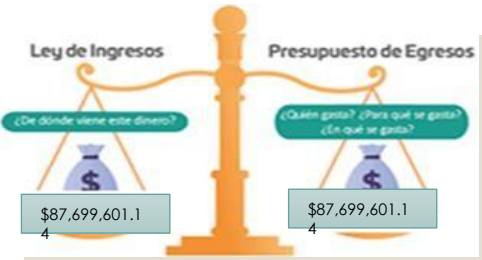 Ley de Ingresos
Presupuesto de Egresos
¿De dónde viene este dinero?
¿Quién gasta? ¿Para qué se gasta?
¿En qué se gasta?
$
$
$87,699,601.1
4
$87,699,601.1
4